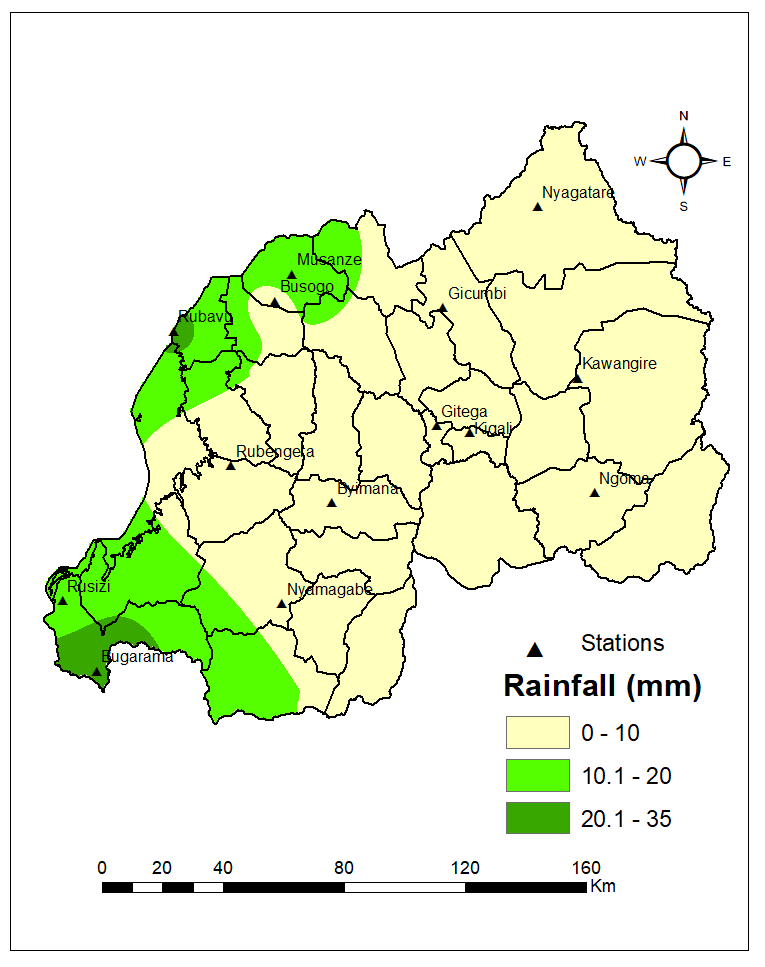 N
W E
S
Nyagatare
Musanze
Busogo
Gicumbi
Rubavu
Kawangire
Gitega
Kigali
Rubengera
Ngoma
Byimana
Rusizi
Nyamagabe
Bugarama
Stations
Rainfall (mm)
0 - 10
10.1 - 20
20.1 - 35
0 20 40 80 120 160
Km